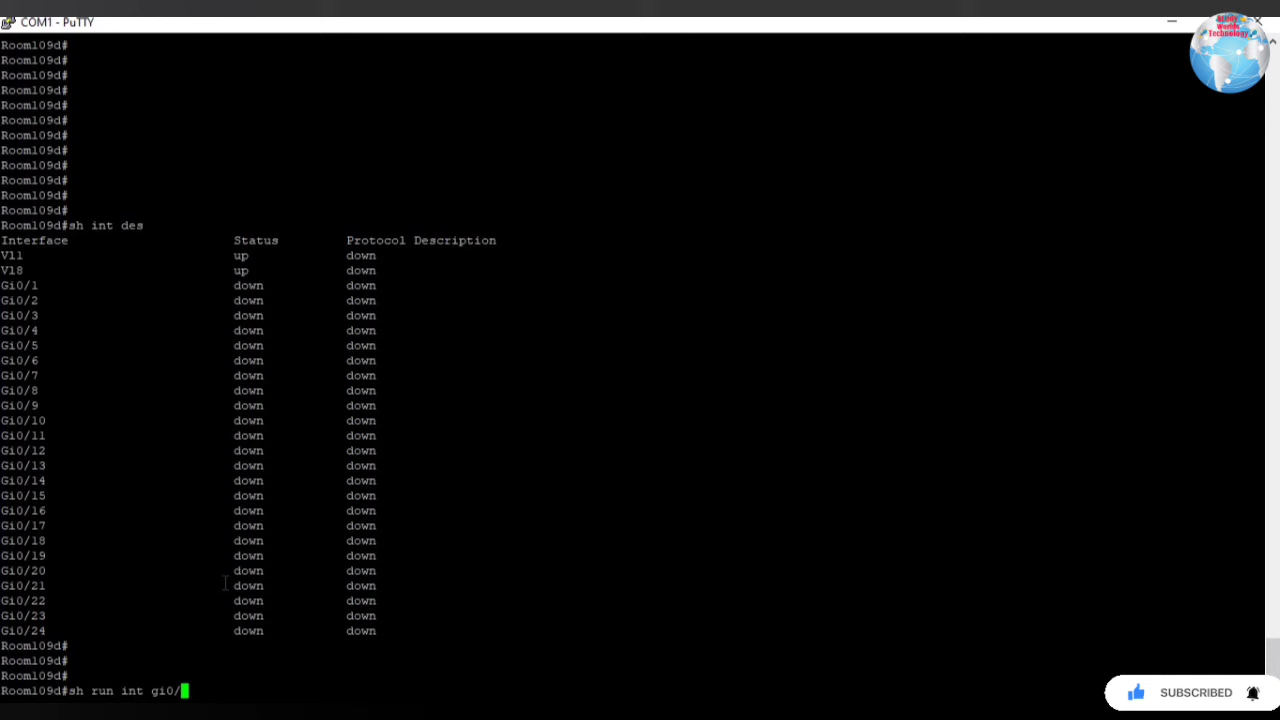 COM1 - PuTTY
Study
Worlds
Technology
Room109d#
Room109d#
Room109d#
Room109d#
Room109d#
Room109d#
Room109d#
Room109d#
Room109d#
Room109d#
Room109d#
Room109d#
Room109d#sh int des
Interface Status Protocol Description
Vl1 up down
Vl8 up down
Gi0/1 down down
Gi0/2 down down
Gi0/3 down down
Gi0/4 down down
Gi0/5 down down
Gi0/6 down down
Gi0/7 down down
Gi0/8 down down
Gi0/9 down down
Gi0/10 down down
Gi0/11 down down
Gi0/12 down down
Gi0/13 down down
Gi0/14 down down
Gi0/15 down down
Gi0/16 down down
Gi0/17 down down
Gi0/18 down down
Gi0/19 down down
Gi0/20 down down
Gi0/21 down down
Gi0/22 down down
Gi0/23 down down
Gi0/24 down down
Room109d#
Room109d#
Room109d#
Room109d#sh run int gi0/
SUBSCRIBED